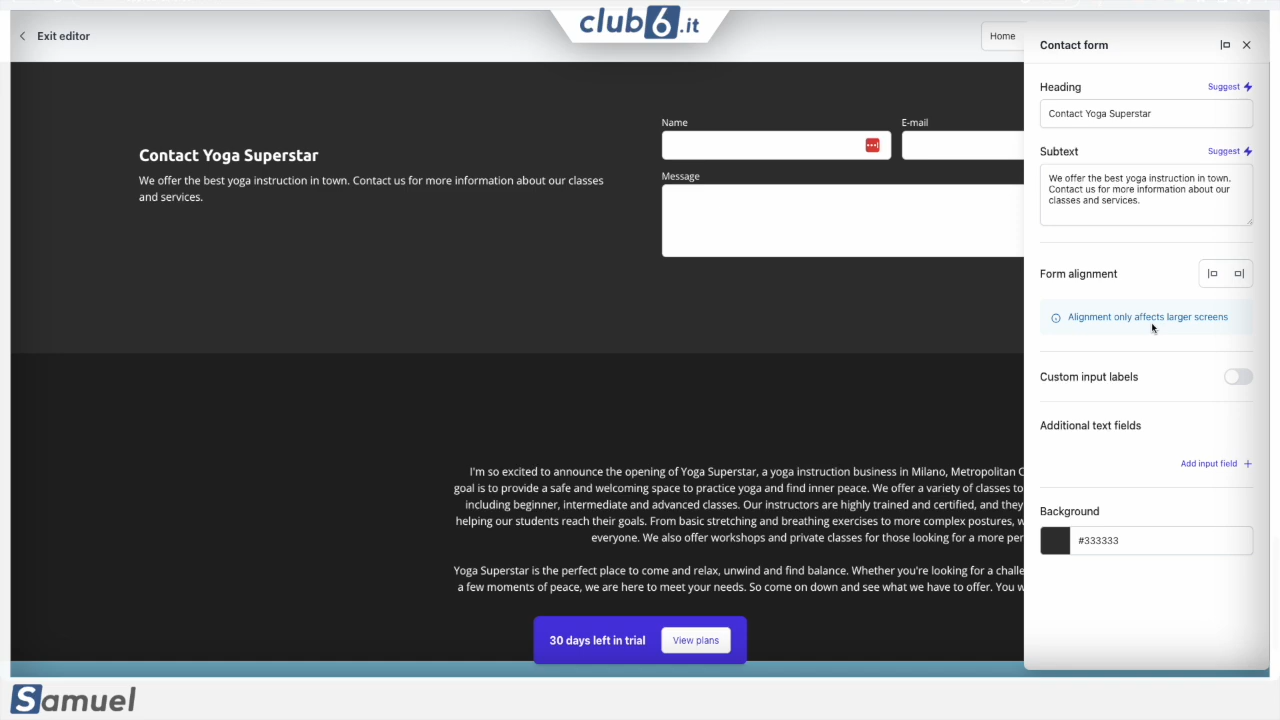 club6.it
Exit editor
Home
Contact form
Heading
Suggest
Contact Yoga Superstar
Subtext
Suggest
We offer the best yoga instruction in town.
Contact us for more information about our
classes and services.
Form alignment
Alignment only affects larger screens
Custom input labels
Additional text fields
Add input field +
Background
#333333
Name
E-mail
Contact Yoga Superstar
We offer the best yoga instruction in town. Contact us for more information about our classes
and services.
Message
I'm so excited to announce the opening of Yoga Superstar, a yoga instruction business in Milano, Metropolitan C
goal is to provide a safe and welcoming space to practice yoga and find inner peace. We offer a variety of classes to
including beginner, intermediate and advanced classes. Our instructors are highly trained and certified, and they
helping our students reach their goals. From basic stretching and breathing exercises to more complex postures, w
everyone. We also offer workshops and private classes for those looking for a more per
Yoga Superstar is the perfect place to come and relax, unwind and find balance. Whether you're looking for a challe
a few moments of peace, we are here to meet your needs. So come on down and see what we have to offer. You w
30 days left in trial
View plans
Samuel